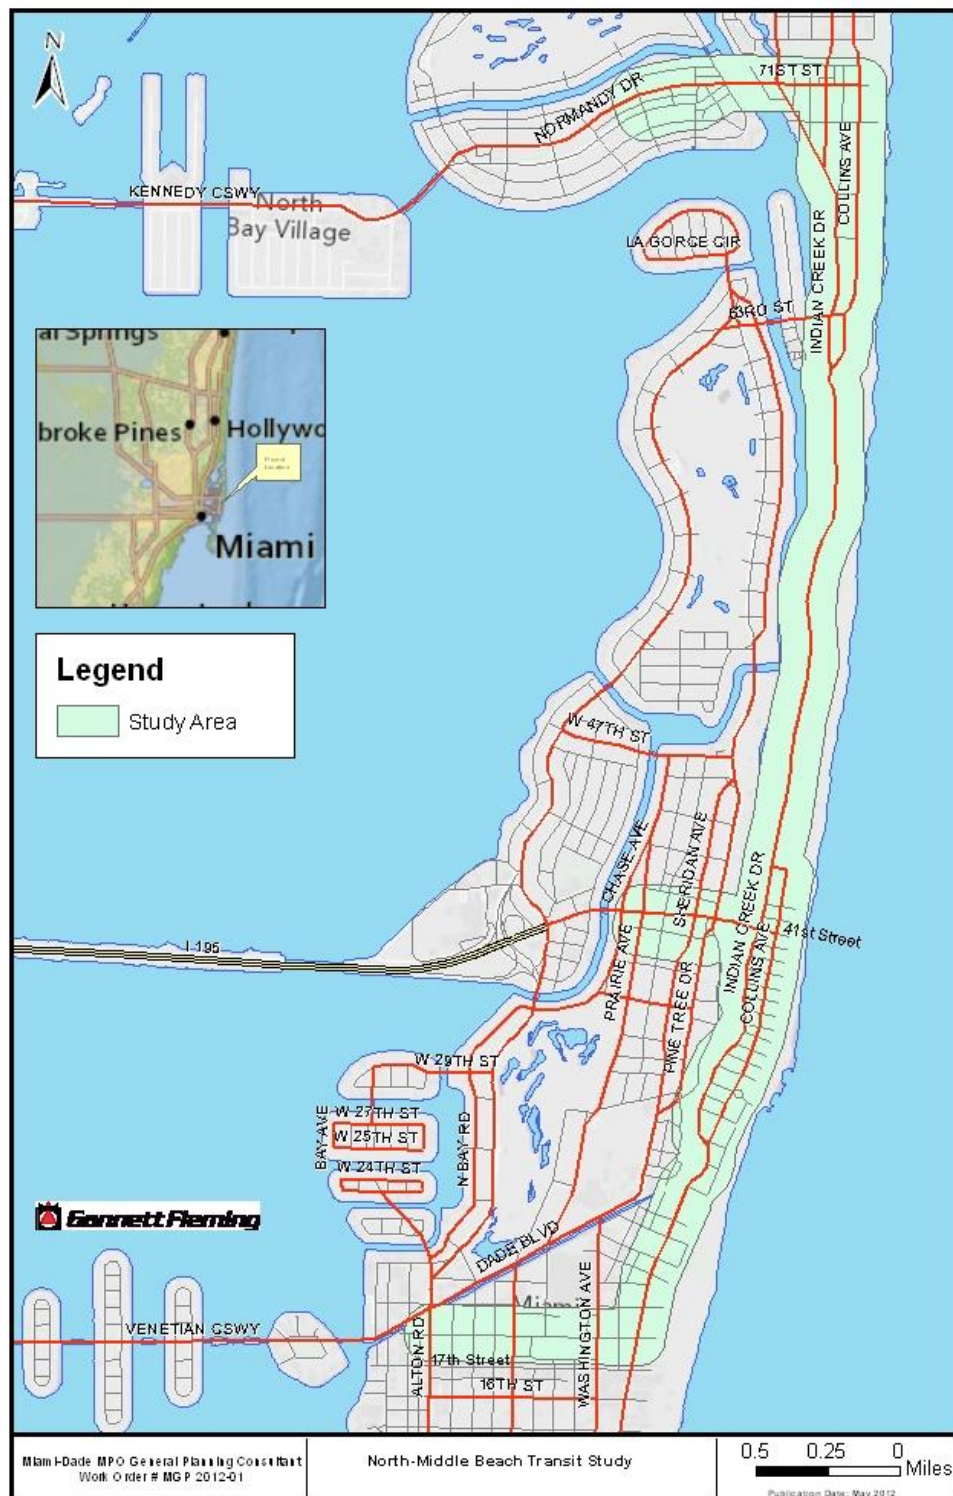 N
71ST ST
NORMANDY DR
COLLINS AVE
KENNEDY CSWY
North
Bay Village
LA GORCE CIR
INDIAN CREEK DR
63RD ST
al Springs
broke Pines
Hollywo
Miami
Legend
Study Area
W 47TH ST
CHASE AVE
SHERIDAN AVE
INDIAN CREEK DR
COLLINS AVE
41st Street
I 195
PRAIRIE AVE
PINE TREE DR
W 29TH ST
W 27TH ST
BAY AVE
W 25TH ST
N BAY RD
W 24TH ST
Gannett Fleming
DADE BLVD
WASHINGTON AVE
Miami
VENETIAN CSWY
ALTON RD
17th Street
16TH ST
Miami-Dade MPO General Planning Consultant
Work Order # MGP 2012-01
North-Middle Beach Transit Study
0.5 0.25 0
Miles
Publication Date: May 2012